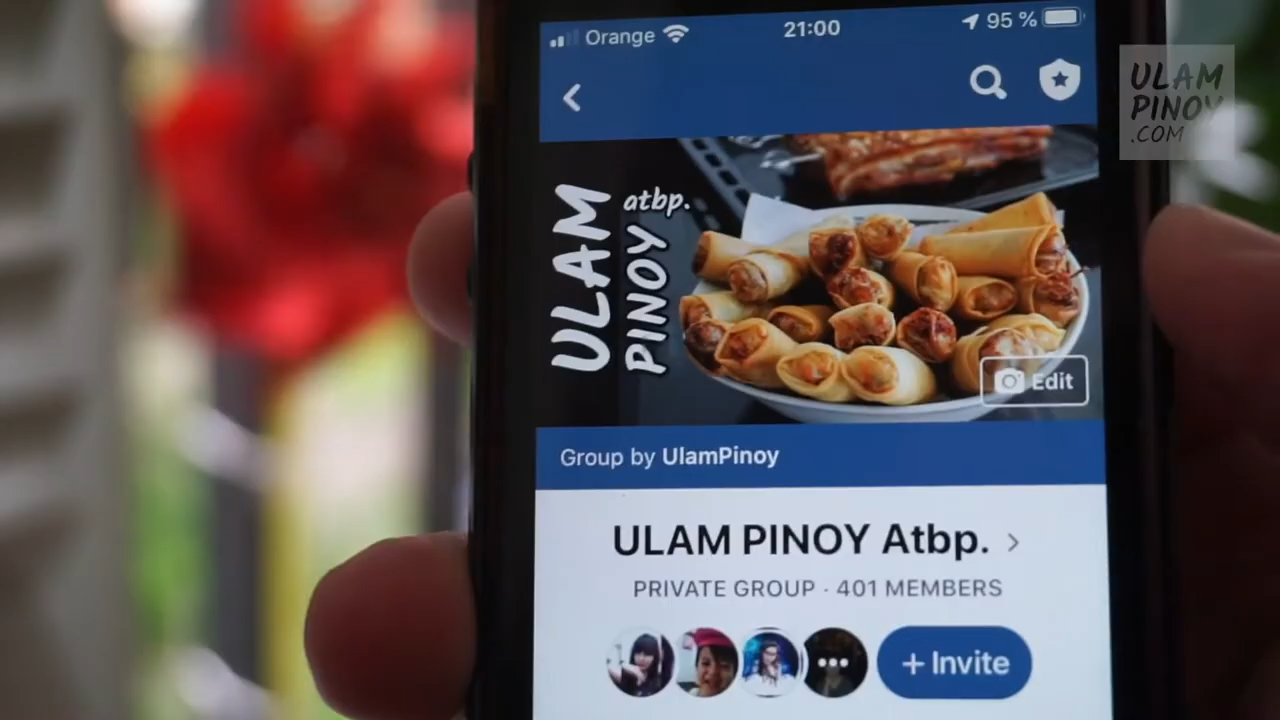 Orange
21:00
95 %
ULAM
PINOY
.COM
ULAM
atbp.
PINOY
Edit
Group by UlamPinoy
ULAM PINOY Atbp. >
PRIVATE GROUP · 401 MEMBERS
+ Invite